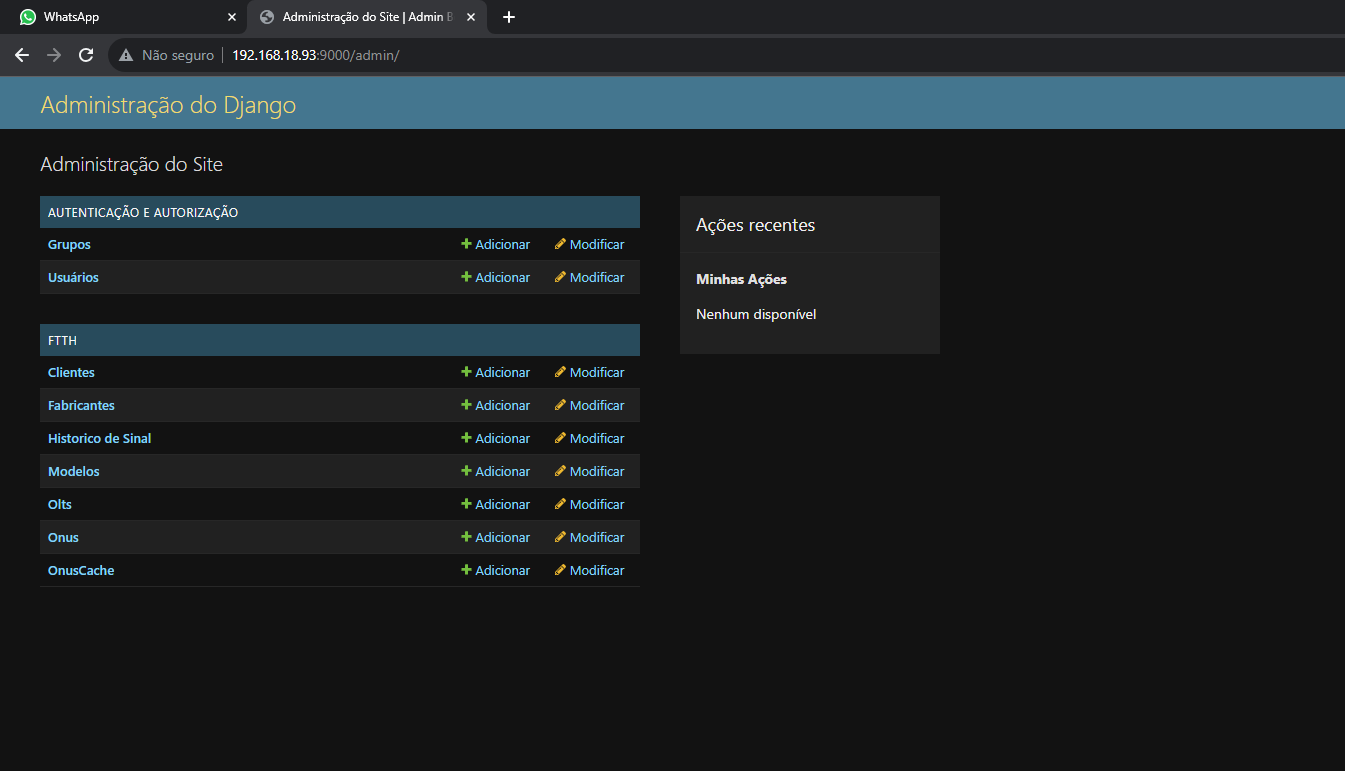 WhatsApp
Administração do Site | Admin B
Não seguro
192.168.18.93:9000/admin/
Administração do Django
Administração do Site
AUTENTICAÇÃO E AUTORIZAÇÃO
Grupos Adicionar Modificar
Usuários Adicionar Modificar
FTTH
Clientes Adicionar Modificar
Fabricantes Adicionar Modificar
Historico de Sinal Adicionar Modificar
Modelos Adicionar Modificar
Olts Adicionar Modificar
Onus Adicionar Modificar
OnusCache Adicionar Modificar
Ações recentes
Minhas Ações
Nenhum disponível